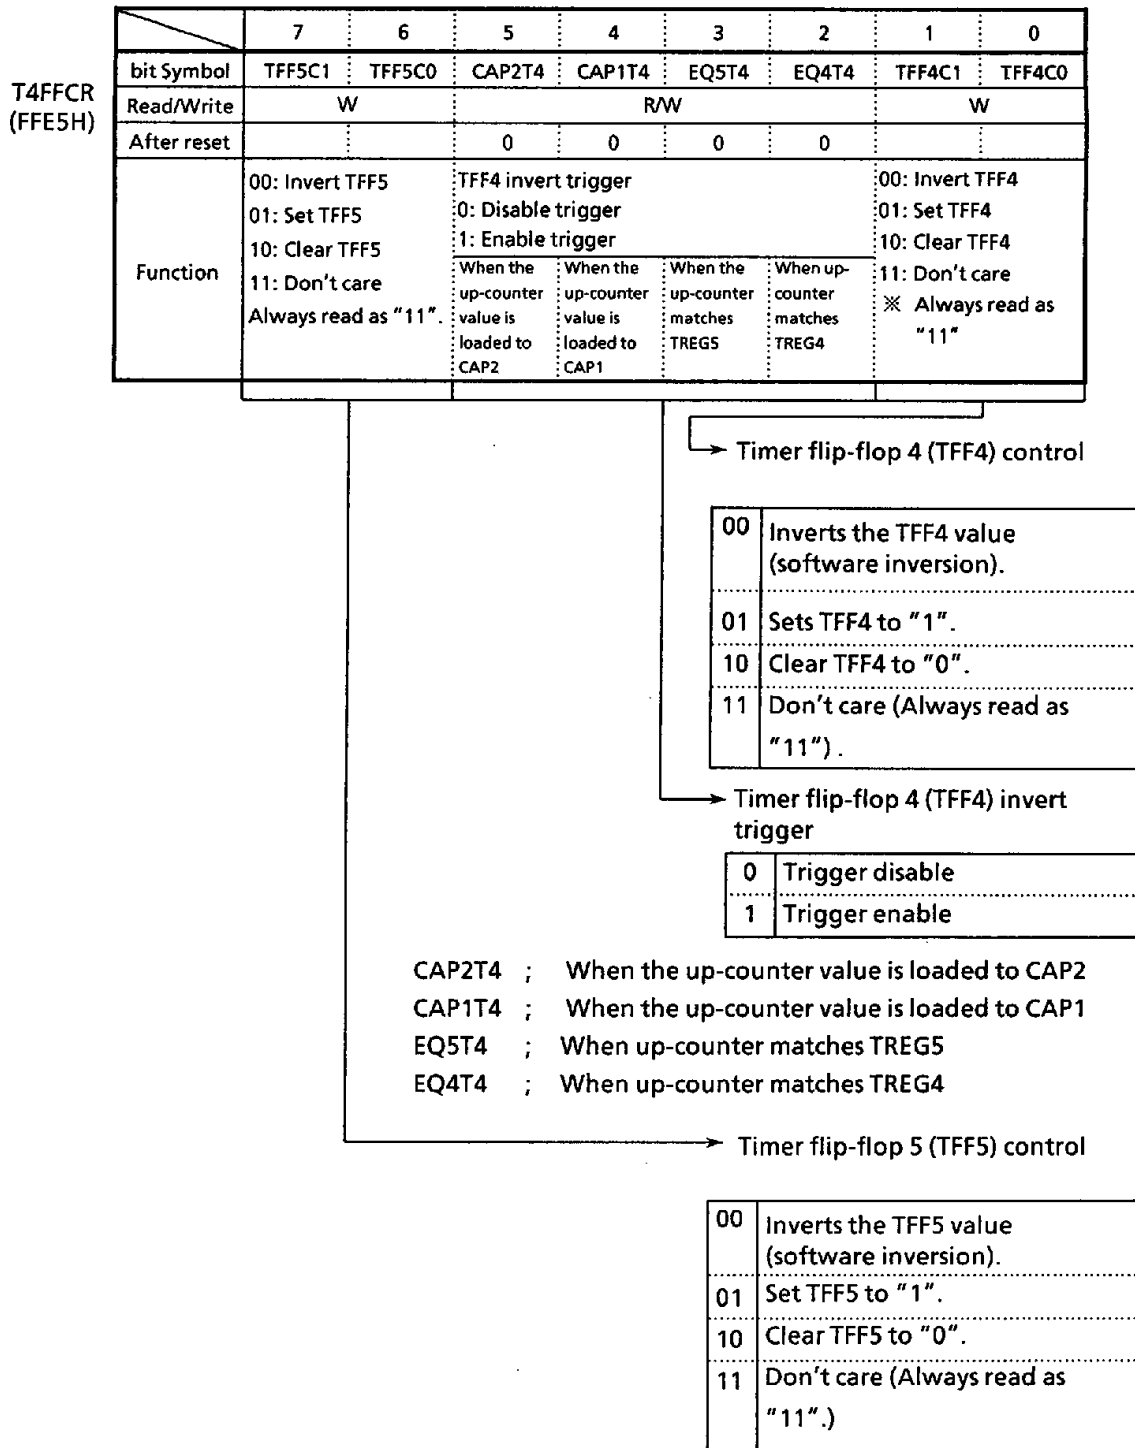 7 6 5 4 3 2 1 0
T4FFCR
(FFE5H)
bit Symbol TFF5C1 TFF5C0 CAP2T4 CAP1T4 EQ5T4 EQ4T4 TFF4C1 TFF4C0
Read/Write W R/W W
After reset 0 0 0 0
Function
00: Invert TFF5
01: Set TFF5
10: Clear TFF5
11: Don't care
Always read as "11".
TFF4 invert trigger
0: Disable trigger
1: Enable trigger
When the
up-counter
value is
loaded to
CAP2
When the
up-counter
value is
loaded to
CAP1
When the
up-counter
matches
TREG5
When up-
counter
matches
TREG4
00: Invert TFF4
01: Set TFF4
10: Clear TFF4
11: Don't care
※ Always read as
"11"
Timer flip-flop 4 (TFF4) control
00 Inverts the TFF4 value
(software inversion).
01 Sets TFF4 to "1".
10 Clear TFF4 to "0".
11 Don't care (Always read as
"11") .
Timer flip-flop 4 (TFF4) invert
trigger
0 Trigger disable
1 Trigger enable
CAP2T4 ; When the up-counter value is loaded to CAP2
CAP1T4 ; When the up-counter value is loaded to CAP1
EQ5T4 ; When up-counter matches TREG5
EQ4T4 ; When up-counter matches TREG4
Timer flip-flop 5 (TFF5) control
00 Inverts the TFF5 value
(software inversion).
01 Set TFF5 to "1".
10 Clear TFF5 to "0".
11 Don't care (Always read as
"11".)